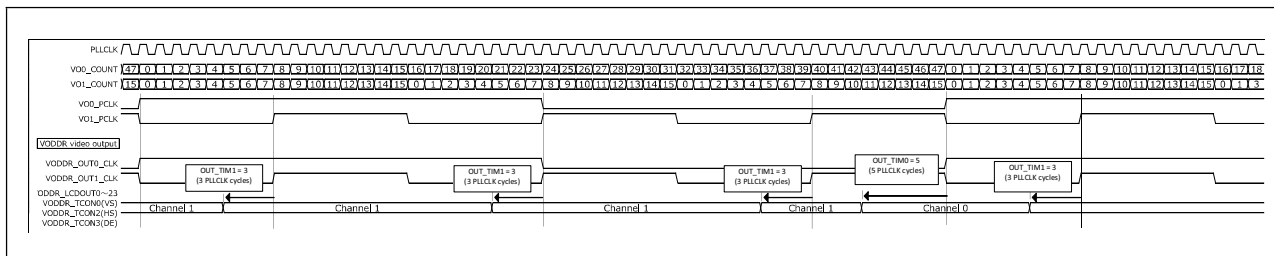 PLLCLK
VO0_COUNT 47 0 1 2 3 4 5 6 7 8 9 10 11 12 13 14 15 16 17 18 19 20 21 22 23 24 25 26 27 28 29 30 31 32 33 34 35 36 37 38 39 40 41 42 43 44 45 46 47 0 1 2 3 4 5 6 7 8 9 10 11 12 13 14 15 16 17 18
VO1_COUNT 15 0 1 2 3 4 5 6 7 8 9 10 11 12 13 14 15 0 1 2 3 4 5 6 7 8 9 10 11 12 13 14 15 0 1 2 3 4 5 6 7 8 9 10 11 12 13 14 15 0 1 2 3 4 5 6 7 8 9 10 11 12 13 14 15 0 1 3
VO0_PCLK
VO1_PCLK
VODDR video output
VODDR_OUT0_CLK
VODDR_OUT1_CLK
OUT_TIM1 = 3
(3 PLLCLK cycles)
OUT_TIM1 = 3
(3 PLLCLK cycles)
OUT_TIM1 = 3
(3 PLLCLK cycles)
OUT_TIM0 = 5
(5 PLLCLK cycles)
OUT_TIM1 = 3
(3 PLLCLK cycles)
ODDR_LCDOUT0～23
VODDR_TCON0(VS)
VODDR_TCON2(HS)
VODDR_TCON3(DE)
Channel 1 Channel 1 Channel 1 Channel 1 Channel 0